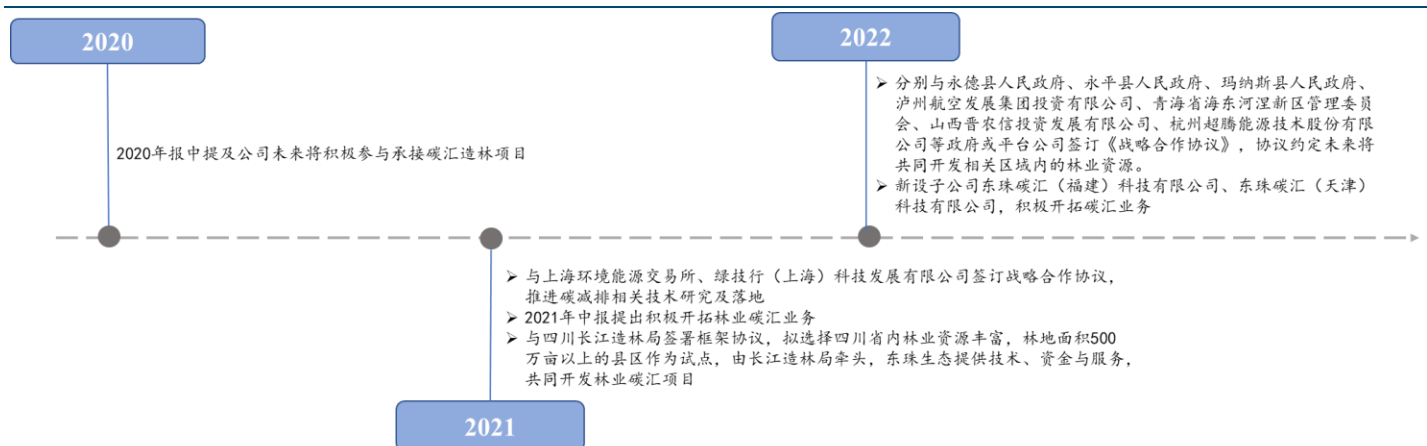 2020
2020年报中提及公司未来将积极参与承接碳汇造林项目
2022
➢ 分别与永德县人民政府、永平县人民政府、玛纳斯县人民政府、
泸州航空发展集团投资有限公司、青海省海东河湟新区管理委员
会、山西晋农信投资发展有限公司、杭州超腾能源技术股份有限
公司等政府或平台公司签订《战略合作协议》，协议约定未来将
共同开发相关区域内的林业资源。
➢ 新设子公司东珠碳汇（福建）科技有限公司、东珠碳汇（天津）
科技有限公司，积极开拓碳汇业务
➢ 与上海环境能源交易所、绿技行（上海）科技发展有限公司签订战略合作协议，
推进碳减排相关技术研究及落地
➢ 2021年中报提出积极开拓林业碳汇业务
➢ 与四川长江造林局签署框架协议，拟选择四川省内林业资源丰富，林地面积500
万亩以上的县区作为试点，由长江造林局牵头，东珠生态提供技术、资金与服务，
共同开发林业碳汇项目
2021